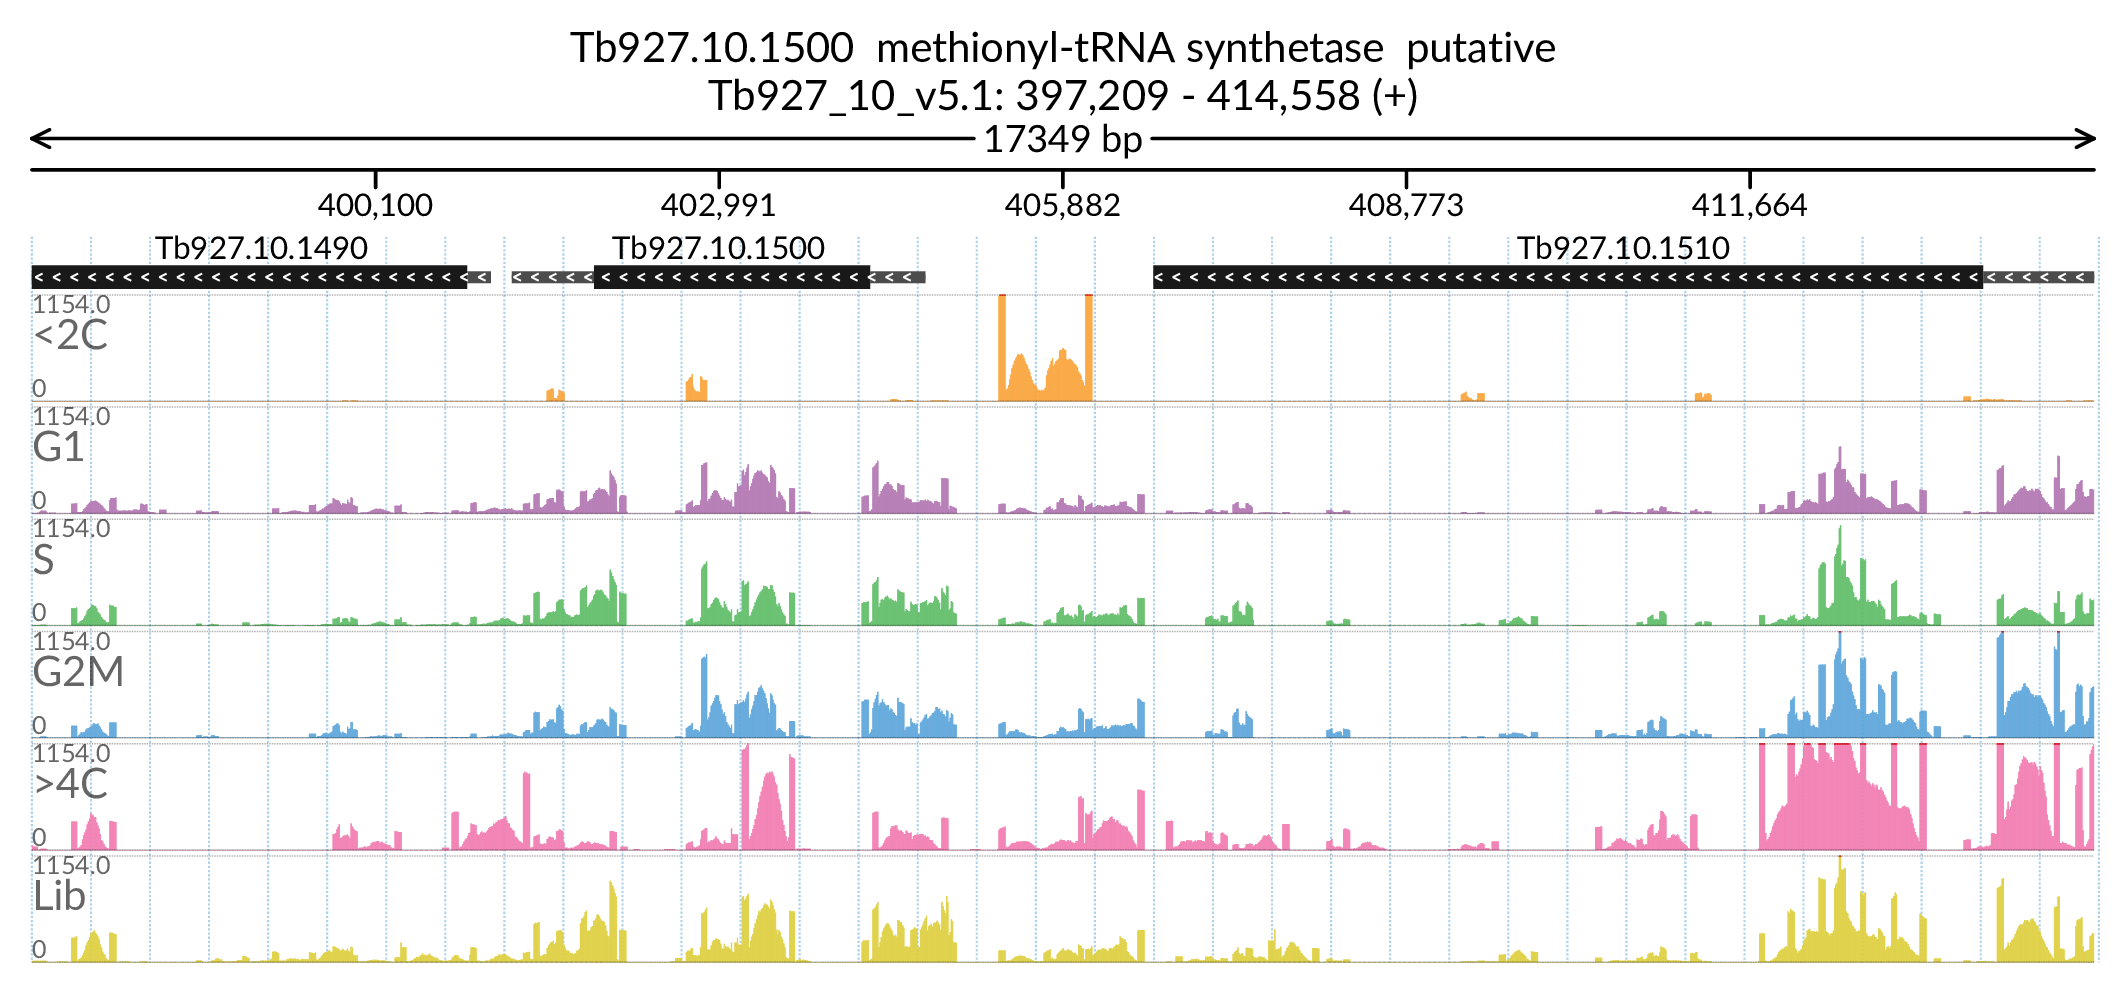 Tb927.10.1500  methionyl-tRNA synthetase  putative
Tb927_10_v5.1: 397,209 - 414,558 (+)
17349 bp
400,100 402,991 405,882 408,773 411,664
Tb927.10.1490 Tb927.10.1500 Tb927.10.1510
1154.0
<2C
0
1154.0
G1
0
1154.0
S
0
1154.0
G2M
0
1154.0
>4C
0
1154.0
Lib
0